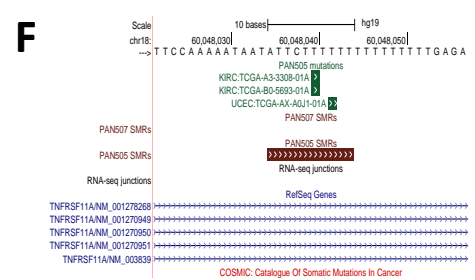 F
Scale 10 bases hg19
chr18: 60,048,030 60,048,040 60,048,050
---> T T C C A A A A A T A A T A T T C T T T T T T T T T T T T T T T G A G A
PAN505 mutations
KIRC:TCGA-A3-3308-01A
KIRC:TCGA-B0-5693-01A
UCEC:TCGA-AX-A0J1-01A
PAN507 SMRs
PAN507 SMRs
PAN505 SMRs
PAN505 SMRs
RNA-seq junctions
RNA-seq junctions
RefSeq Genes
TNFRSF11A/NM_001278268
TNFRSF11A/NM_001270949
TNFRSF11A/NM_001270950
TNFRSF11A/NM_001270951
TNFRSF11A/NM_003839
COSMIC: Catalogue Of Somatic Mutations In Cancer